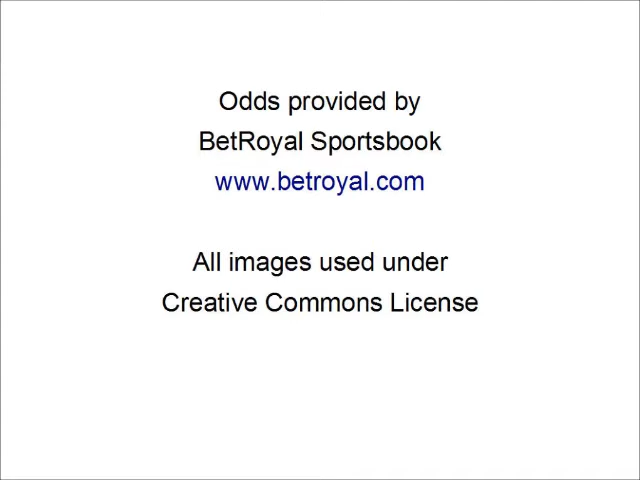 Odds provided by
BetRoyal Sportsbook
www.betroyal.com
All images used under
Creative Commons License